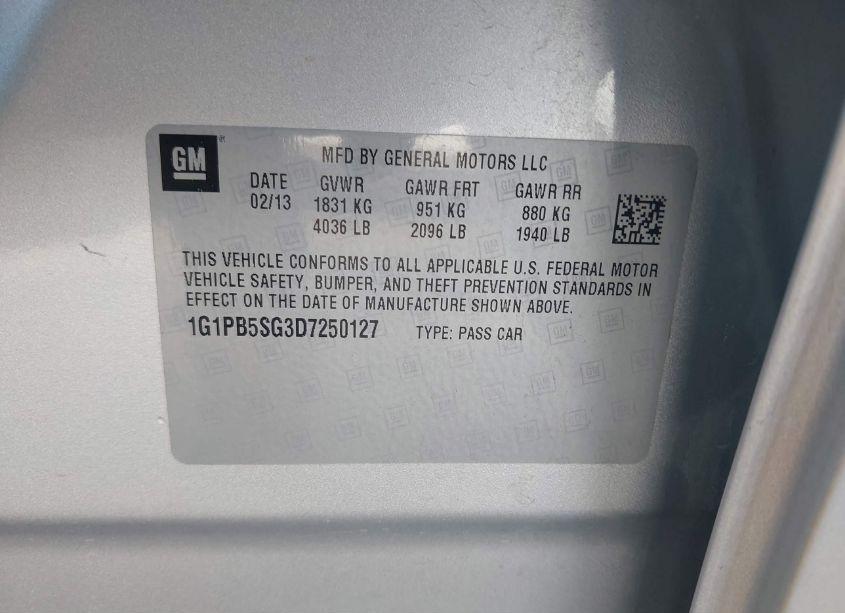 GM
MFD BY GENERAL MOTORS LLC
DATE GVWR GAWR FRT GAWR RR
02/13 1831 KG 951 KG 880 KG
4036 LB 2096 LB 1940 LB
THIS VEHICLE CONFORMS TO ALL APPLICABLE U.S. FEDERAL MOTOR
VEHICLE SAFETY, BUMPER, AND THEFT PREVENTION STANDARDS IN
EFFECT ON THE DATE OF MANUFACTURE SHOWN ABOVE.
1G1PB5SG3D7250127 TYPE: PASS CAR